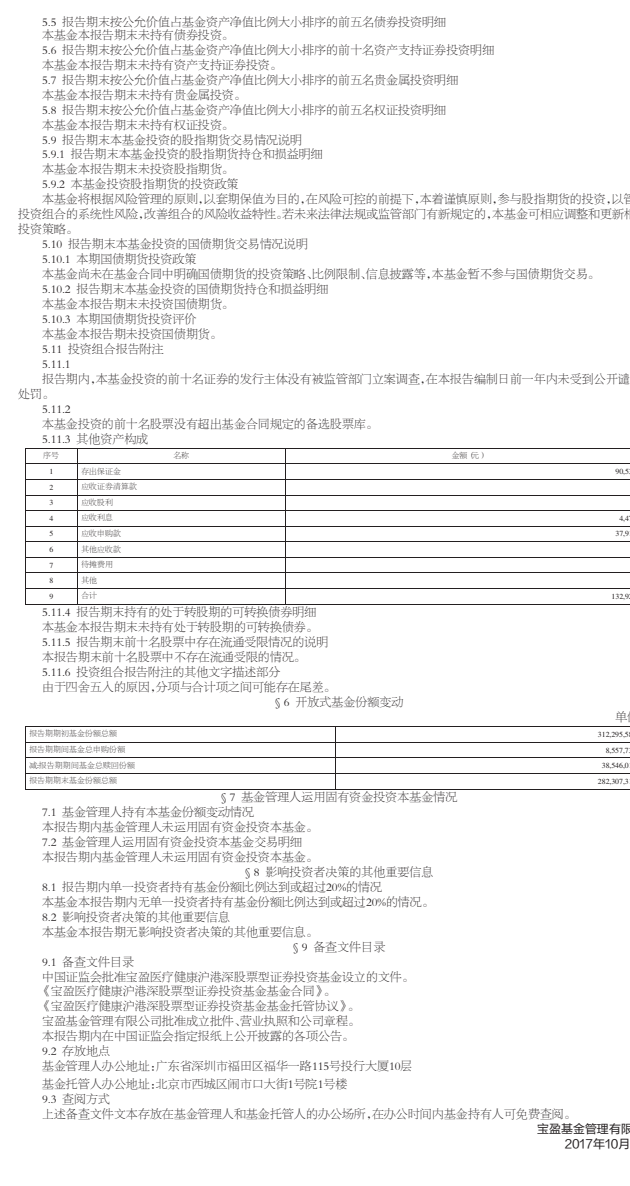 5.5 报告期末按公允价值占基金资产净值比例大小排序的前五名债券投资明细
本基金本报告期末未持有债券投资。
5.6 报告期末按公允价值占基金资产净值比例大小排序的前十名资产支持证券投资明细
本基金本报告期末未持有资产支持证券投资。
5.7 报告期末按公允价值占基金资产净值比例大小排序的前五名贵金属投资明细
本基金本报告期末未持有贵金属投资。
5.8 报告期末按公允价值占基金资产净值比例大小排序的前五名权证投资明细
本基金本报告期末未持有权证投资。
5.9 报告期末本基金投资的股指期货交易情况说明
5.9.1 报告期末本基金投资的股指期货持仓和损益明细
本基金本报告期末未投资股指期货。
5.9.2 本基金投资股指期货的投资政策
本基金将根据风险管理的原则,以套期保值为目的,在风险可控的前提下,本着谨慎原则,参与股指期货的投资,以管
投资组合的系统性风险,改善组合的风险收益特性。若未来法律法规或监管部门有新规定的,本基金可相应调整和更新相
投资策略。
5.10 报告期末本基金投资的国债期货交易情况说明
5.10.1 本期国债期货投资政策
本基金尚未在基金合同中明确国债期货的投资策略、比例限制、信息披露等,本基金暂不参与国债期货交易。
5.10.2 报告期末本基金投资的国债期货持仓和损益明细
本基金本报告期末未投资国债期货。
5.10.3 本期国债期货投资评价
本基金本报告期未投资国债期货。
5.11 投资组合报告附注
5.11.1
报告期内,本基金投资的前十名证券的发行主体没有被监管部门立案调查,在本报告编制日前一年内未受到公开谴
处罚。
5.11.2
本基金投资的前十名股票没有超出基金合同规定的备选股票库。
5.11.3 其他资产构成
序号 名称 金额(元)
1 存出保证金 90,5
2 应收证券清算款
3 应收股利
4 应收利息 4,4
5 应收申购款 37,9
6 其他应收款
7 待摊费用
8 其他
9 合计 132,9
5.11.4 报告期末持有的处于转股期的可转换债券明细
本基金本报告期末未持有处于转股期的可转换债券。
5.11.5 报告期末前十名股票中存在流通受限情况的说明
本报告期末前十名股票中不存在流通受限的情况。
5.11.6 投资组合报告附注的其他文字描述部分
由于四舍五入的原因,分项与合计项之间可能存在尾差。
§6 开放式基金份额变动
单位
报告期期初基金份额总额 312,295,5
报告期期间基金总申购份额 8,557,7
减:报告期期间基金总赎回份额 38,546,0
报告期期末基金份额总额 282,307,3
§7 基金管理人运用固有资金投资本基金情况
7.1 基金管理人持有本基金份额变动情况
本报告期内基金管理人未运用固有资金投资本基金。
7.2 基金管理人运用固有资金投资本基金交易明细
本报告期内基金管理人未运用固有资金投资本基金。
§8 影响投资者决策的其他重要信息
8.1 报告期内单一投资者持有基金份额比例达到或超过20%的情况
本基金本报告期内无单一投资者持有基金份额比例达到或超过20%的情况。
8.2 影响投资者决策的其他重要信息
本基金本报告期无影响投资者决策的其他重要信息。
§9 备查文件目录
9.1 备查文件目录
中国证监会批准宝盈医疗健康沪港深股票型证券投资基金设立的文件。
《宝盈医疗健康沪港深股票型证券投资基金基金合同》。
《宝盈医疗健康沪港深股票型证券投资基金基金托管协议》。
宝盈基金管理有限公司批准成立批件、营业执照和公司章程。
本报告期内在中国证监会指定报纸上公开披露的各项公告。
9.2 存放地点
基金管理人办公地址:广东省深圳市福田区福华一路115号投行大厦10层
基金托管人办公地址:北京市西城区闹市口大街1号院1号楼
9.3 查阅方式
上述备查文件文本存放在基金管理人和基金托管人的办公场所,在办公时间内基金持有人可免费查阅。
宝盈基金管理有限
2017年10月